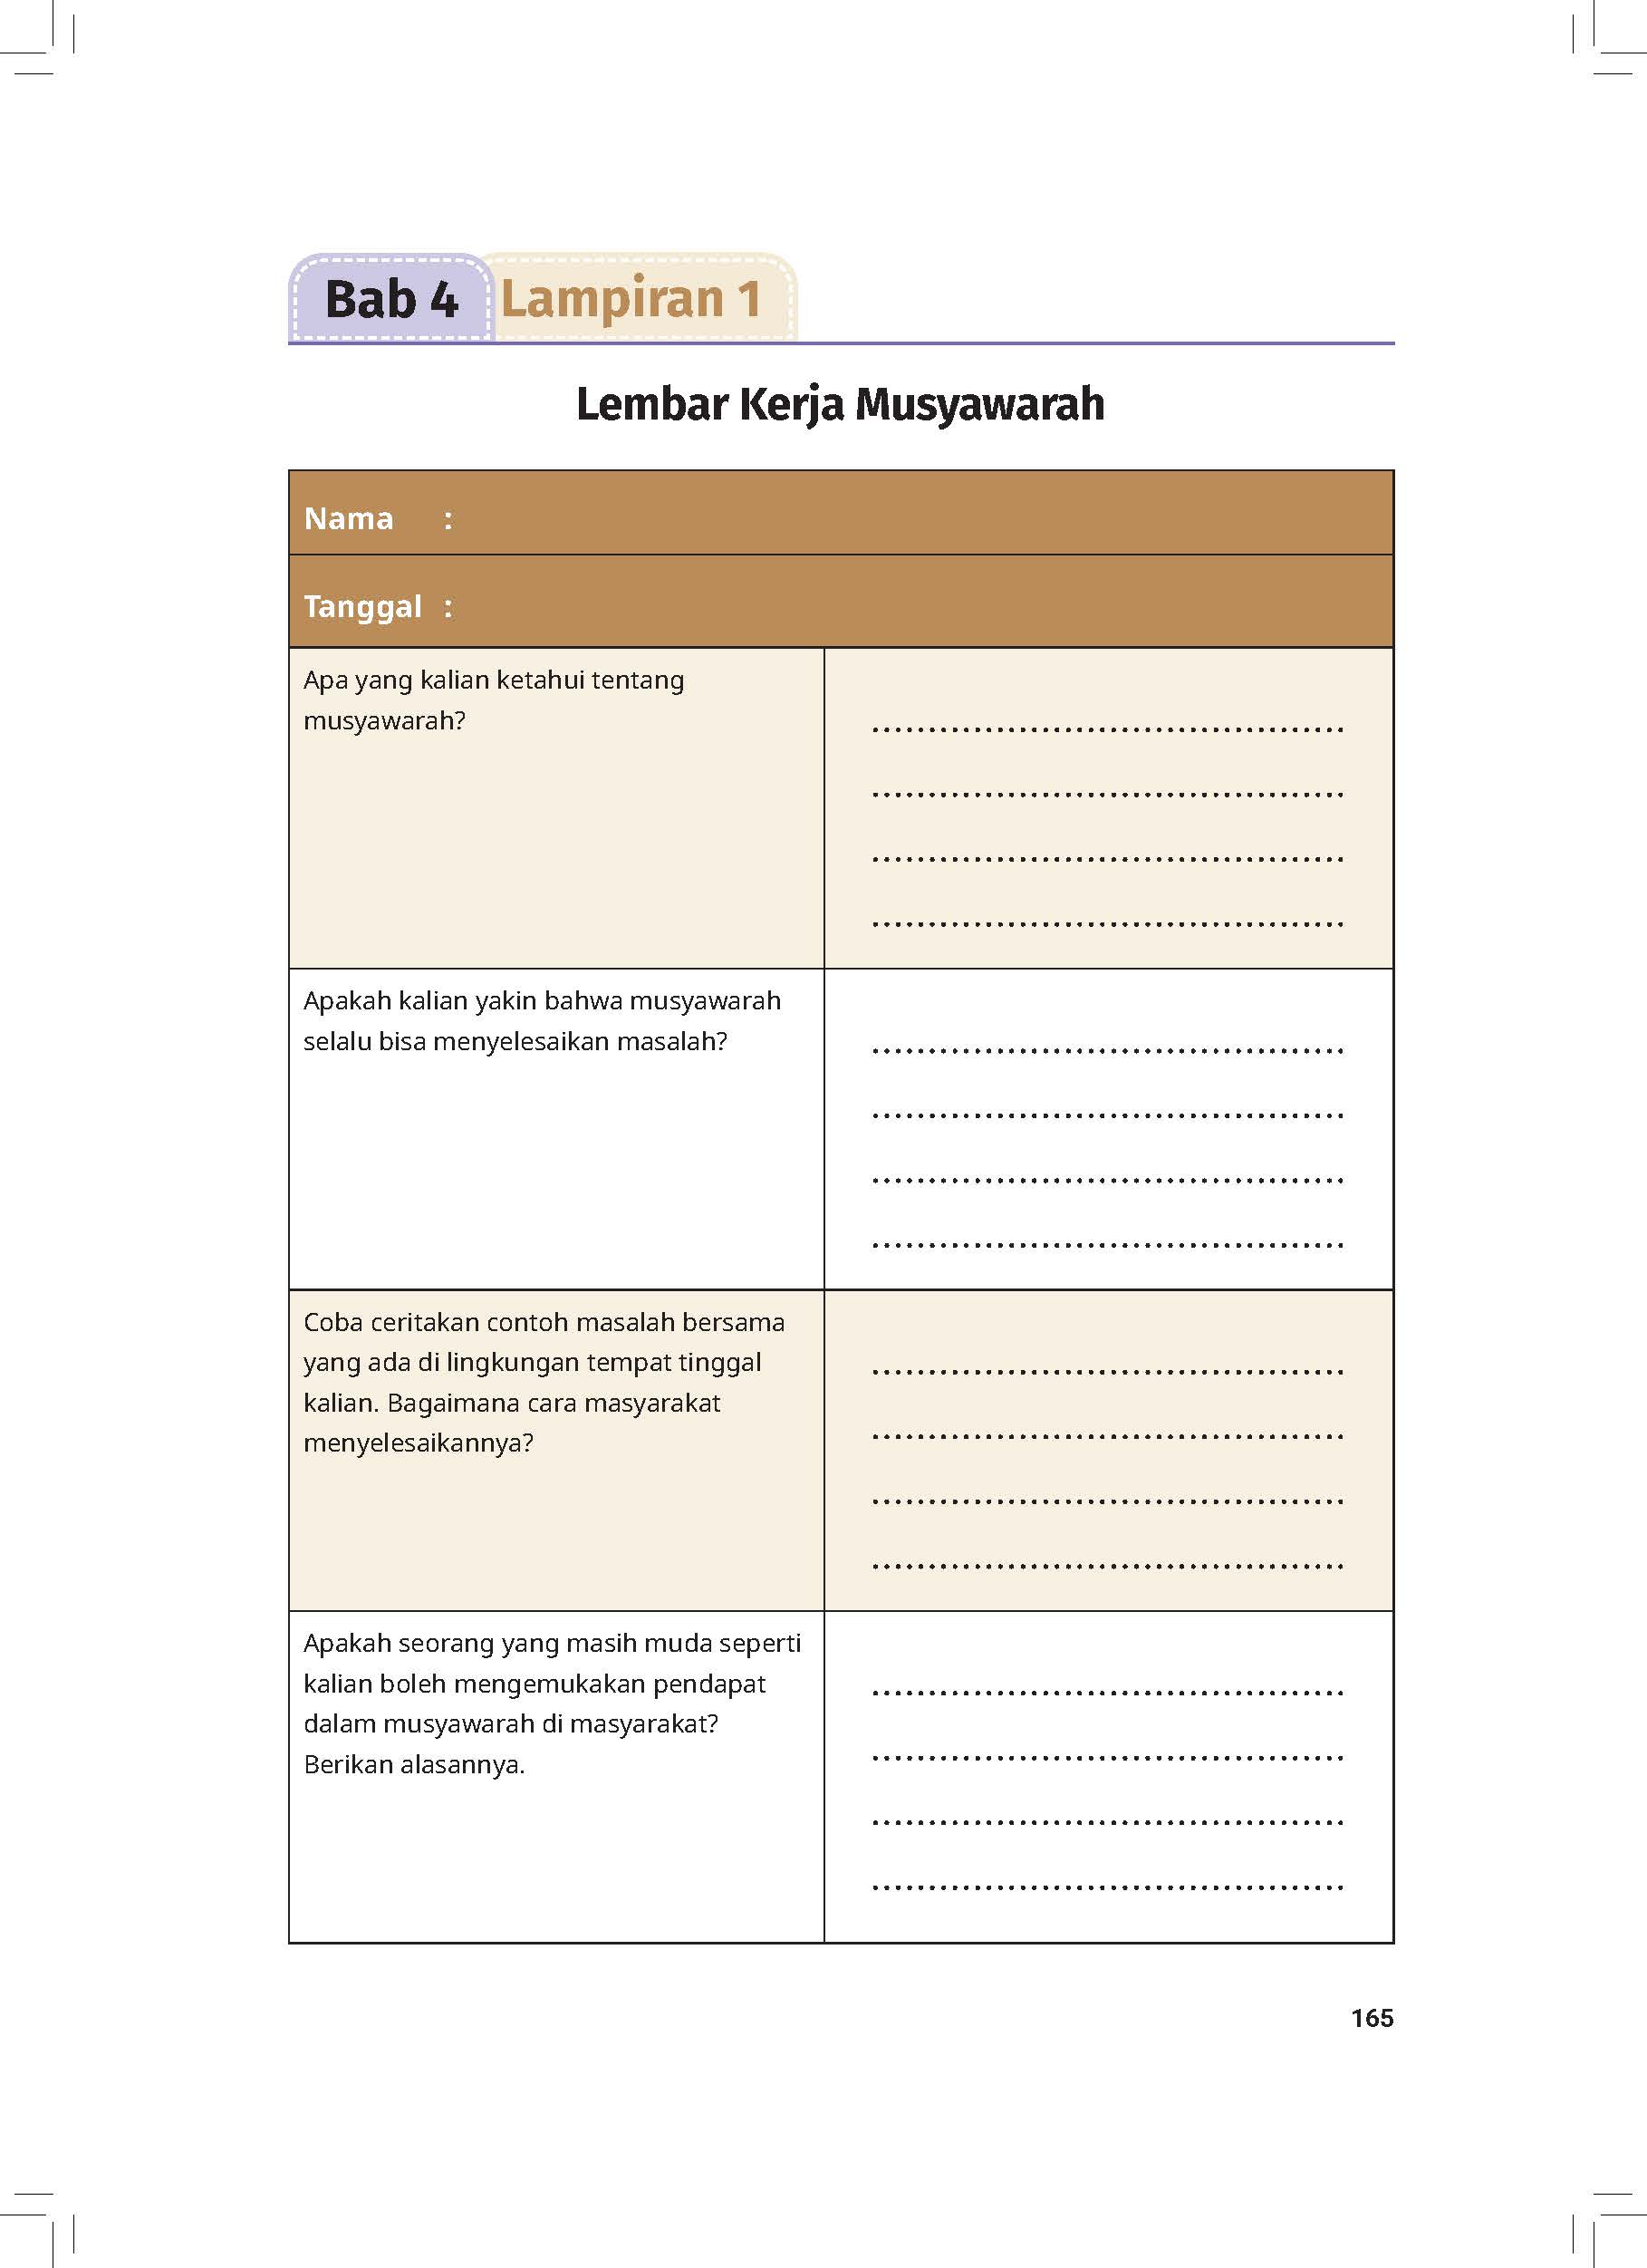 Bab 4 Lampiran 1
Lembar Kerja Musyawarah
Nama :
Tanggal :
Apa yang kalian ketahui tentang
musyawarah?
..........................................
..........................................
..........................................
..........................................
Apakah kalian yakin bahwa musyawarah
selalu bisa menyelesaikan masalah?
..........................................
..........................................
..........................................
..........................................
Coba ceritakan contoh masalah bersama
yang ada di lingkungan tempat tinggal
kalian. Bagaimana cara masyarakat
menyelesaikannya?
..........................................
..........................................
..........................................
..........................................
Apakah seorang yang masih muda seperti
kalian boleh mengemukakan pendapat
dalam musyawarah di masyarakat?
Berikan alasannya.
..........................................
..........................................
..........................................
..........................................
165